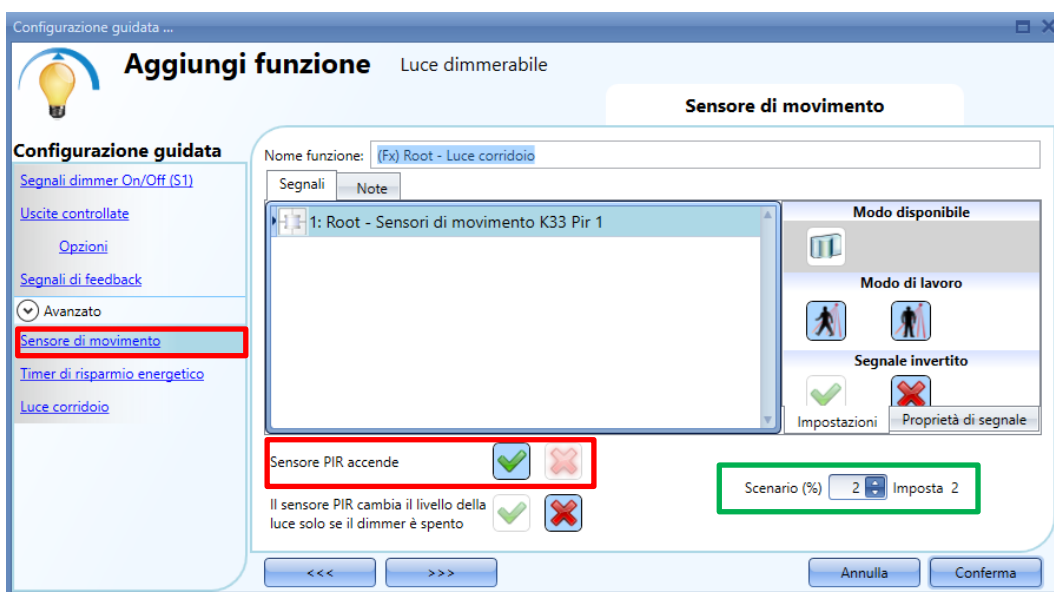 Configurazione guidata ...
Aggiungi funzione Luce dimmerabile
Sensore di movimento
Configurazione guidata
Segnali dimmer On/Off (S1)
Uscite controllate
Opzioni
Segnali di feedback
Avanzato
Sensore di movimento
Timer di risparmio energetico
Luce corridoio
Nome funzione: (Fx) Root - Luce corridoio
Segnali Note
1: Root - Sensori di movimento K33 Pir 1
Modo disponibile
Modo di lavoro
Segnale invertito
Impostazioni Proprietà di segnale
Sensore PIR accende
Il sensore PIR cambia il livello della
luce solo se il dimmer è spento
Scenario (%) 2 Imposta 2
<<< >>> Annulla Conferma